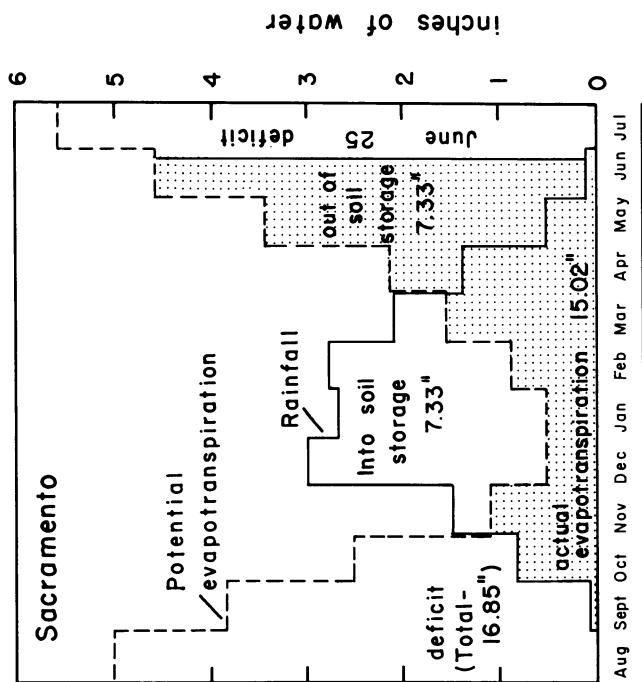 Sacramento
inches of water
6
5
4
3
2
1
0
Potential
evapotranspiration
Rainfall
Into soil
storage
7.33"
out of
soil
storage
7.33"
June 25 deficit
deficit
(Total-
16.85")
actual
evapotranspiration 15.02"
Aug Sept Oct Nov Dec Jan Feb Mar Apr May Jun Jul